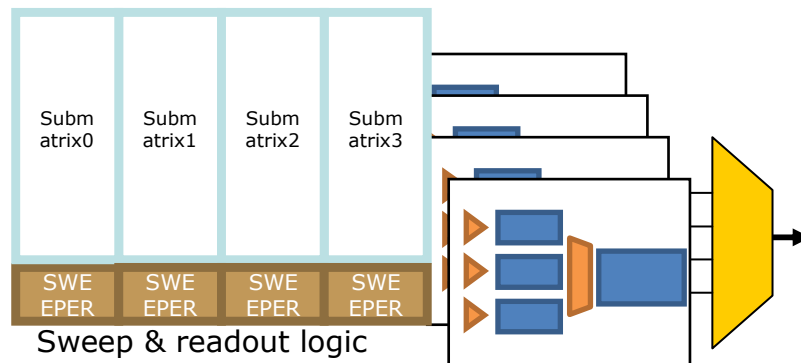 Subm
atrix0
Subm
atrix1
Subm
atrix2
Subm
atrix3
SWE
EPER
SWE
EPER
SWE
EPER
SWE
EPER
Sweep & readout logic